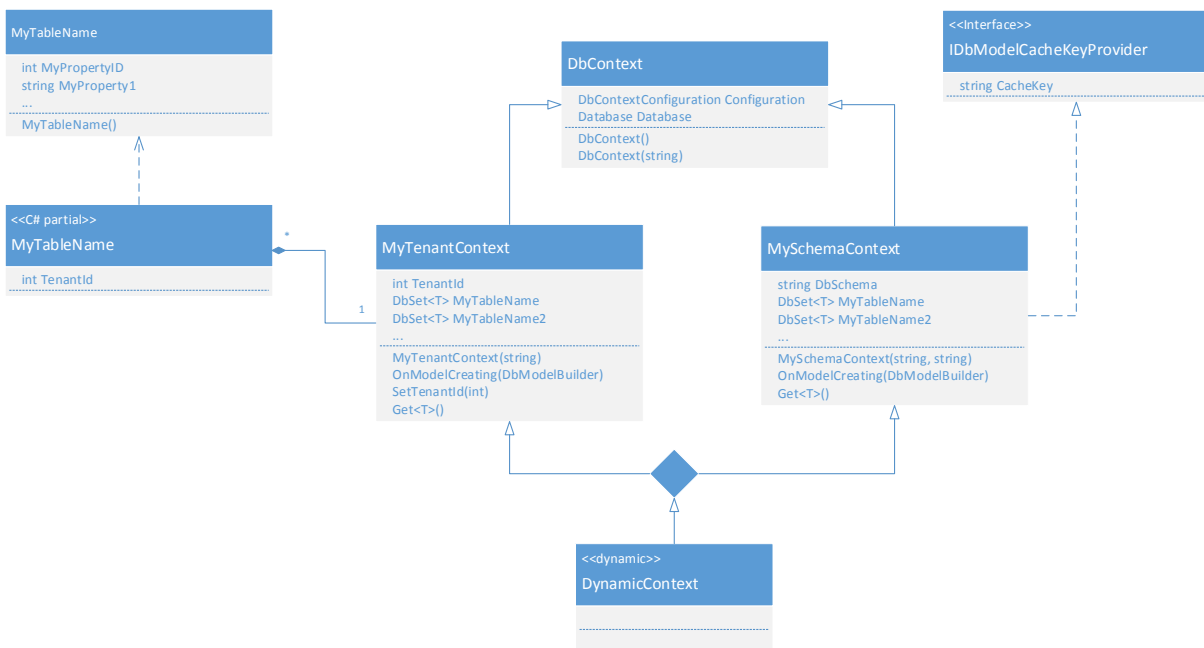 MyTableName
int MyPropertyID
string MyProperty1
...
MyTableName()
<<C# partial>>
MyTableName
int TenantId
*
1
DbContext
DbContextConfiguration Configuration
Database Database
DbContext()
DbContext(string)
<<Interface>>
IDbModelCacheKeyProvider
string CacheKey
MyTenantContext
int TenantId
DbSet<T> MyTableName
DbSet<T> MyTableName2
...
MyTenantContext(string)
OnModelCreating(DbModelBuilder)
SetTenantId(int)
Get<T>()
MySchemaContext
string DbSchema
DbSet<T> MyTableName
DbSet<T> MyTableName2
...
MySchemaContext(string, string)
OnModelCreating(DbModelBuilder)
Get<T>()
<<dynamic>>
DynamicContext